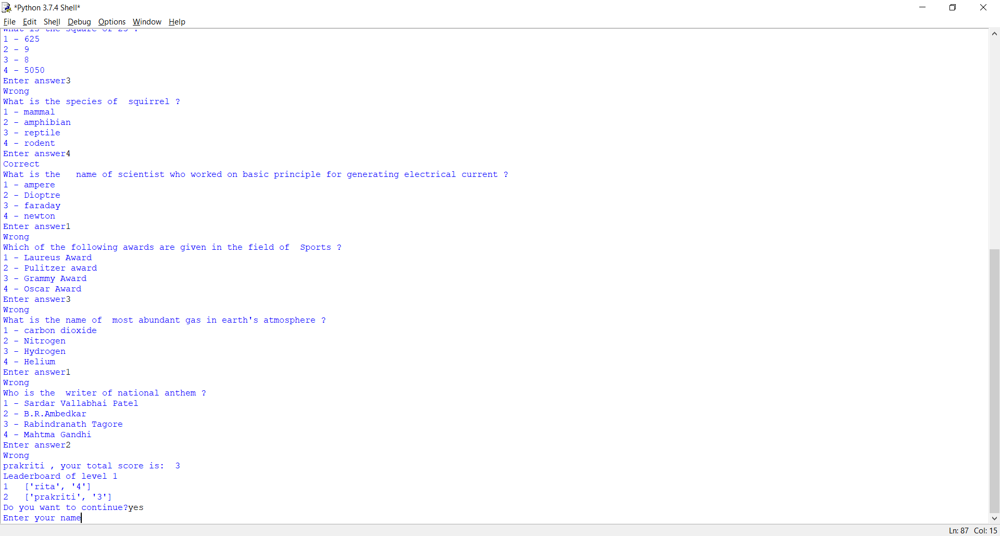 *Python 3.7.4 Shell*
File Edit Shell Debug Options Window Help
What is the square of 25 ?
1 - 625
2 - 9
3 - 8
4 - 5050
Enter answer3
Wrong
What is the species of  squirrel ?
1 - mammal
2 - amphibian
3 - reptile
4 - rodent
Enter answer4
Correct
What is the   name of scientist who worked on basic principle for generating electrical current ?
1 - ampere
2 - Dioptre
3 - faraday
4 - newton
Enter answer1
Wrong
Which of the following awards are given in the field of  Sports ?
1 - Laureus Award
2 - Pulitzer award
3 - Grammy Award
4 - Oscar Award
Enter answer3
Wrong
What is the name of  most abundant gas in earth's atmosphere ?
1 - carbon dioxide
2 - Nitrogen
3 - Hydrogen
4 - Helium
Enter answer1
Wrong
Who is the  writer of national anthem ?
1 - Sardar Vallabhai Patel
2 - B.R.Ambedkar
3 - Rabindranath Tagore
4 - Mahtma Gandhi
Enter answer2
Wrong
prakriti , your total score is:  3
Leaderboard of level 1
1   ['rita', '4']
2   ['prakriti', '3']
Do you want to continue?yes
Enter your name
Ln: 87 Col: 15